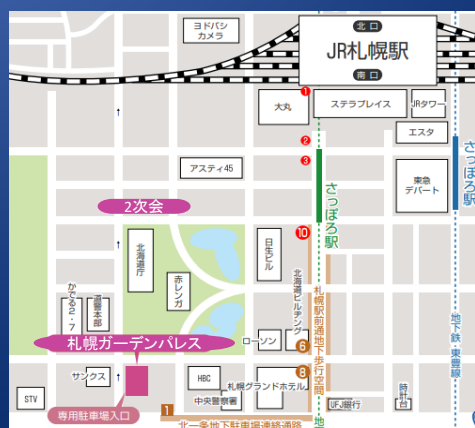 ヨドバシ
カメラ
北口
JR札幌駅
南口
大丸
1
ステラプレイス
JRタワー
2
エスタ
3
アスティ45
東急
デパート
さっぽろ駅
さっぽろ駅
2次会
10
北海道庁
赤レンガ
日生ビル
北海道ビルヂング
札幌駅前通地下歩行空間
地下鉄・東豊線
かでる2・7
道警本部
札幌ガーデンパレス
ローソン
6
サンクス
HBC
8
札幌グランドホテル
中央警察署
STV
専用駐車場入口
1
UFJ銀行
時計台
北一条地下駐車場連絡通路
地